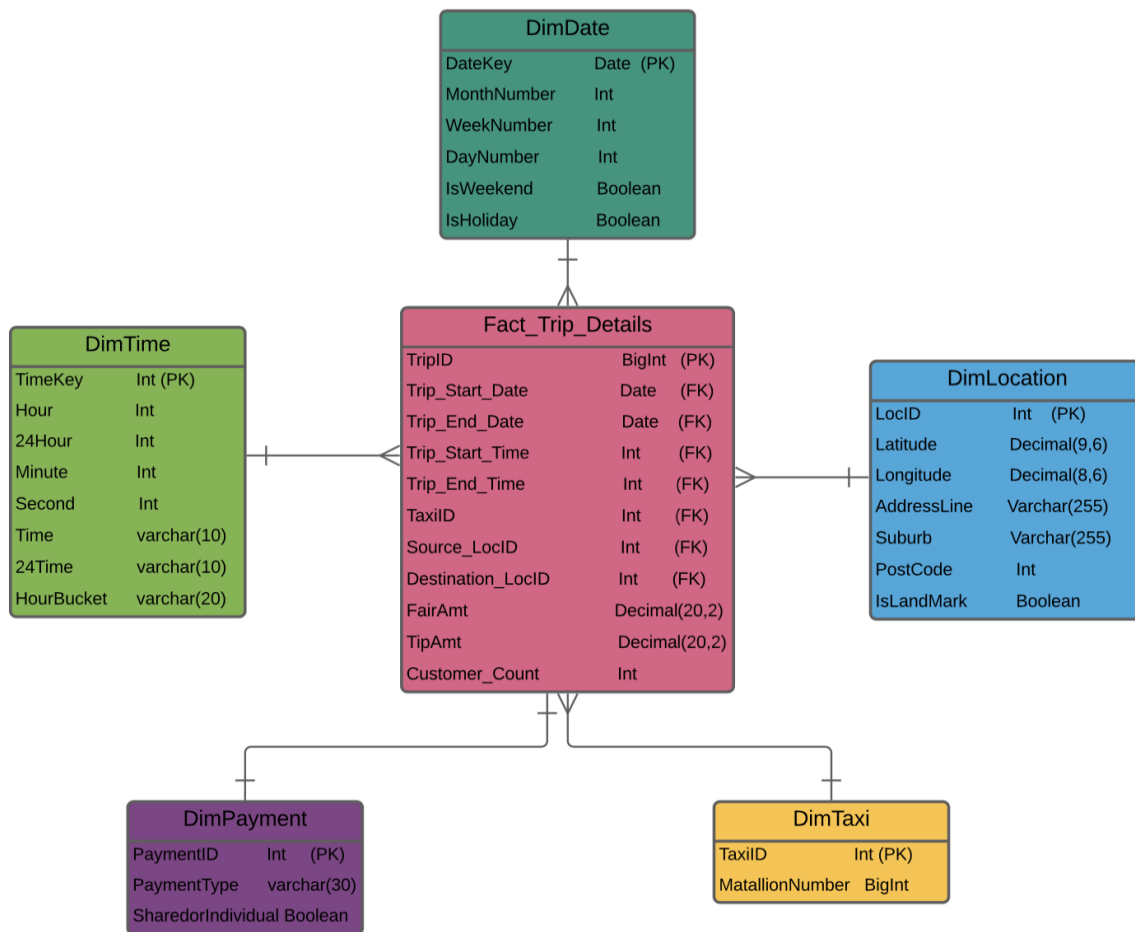 DimDate
DateKey Date (PK)
MonthNumber Int
WeekNumber Int
DayNumber Int
IsWeekend Boolean
IsHoliday Boolean
DimTime
TimeKey Int (PK)
Hour Int
24Hour Int
Minute Int
Second Int
Time varchar(10)
24Time varchar(10)
HourBucket varchar(20)
Fact_Trip_Details
TripID BigInt (PK)
Trip_Start_Date Date (FK)
Trip_End_Date Date (FK)
Trip_Start_Time Int (FK)
Trip_End_Time Int (FK)
TaxiID Int (FK)
Source_LocID Int (FK)
Destination_LocID Int (FK)
FairAmt Decimal(20,2)
TipAmt Decimal(20,2)
Customer_Count Int
DimLocation
LocID Int (PK)
Latitude Decimal(9,6)
Longitude Decimal(8,6)
AddressLine Varchar(255)
Suburb Varchar(255)
PostCode Int
IsLandMark Boolean
DimPayment
PaymentID Int (PK)
PaymentType varchar(30)
SharedorIndividual Boolean
DimTaxi
TaxiID Int (PK)
MatallionNumber BigInt